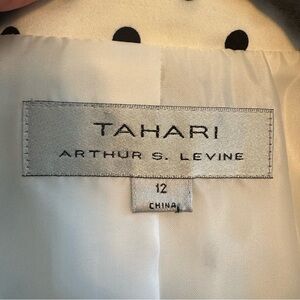 TAHARI
ARTHUR S. LEVINE
12
CHINA